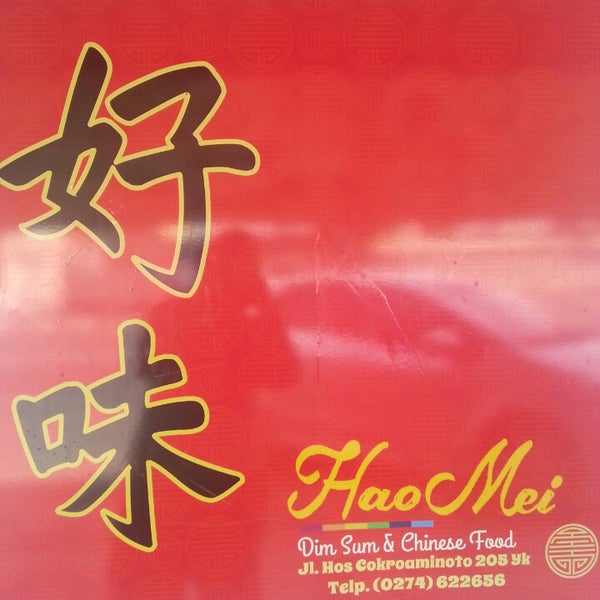 好
味
Hao Mei
Dim Sum & Chinese Food
Jl. Hos Cokroaminoto 205 Yk
Telp. (0274) 622656